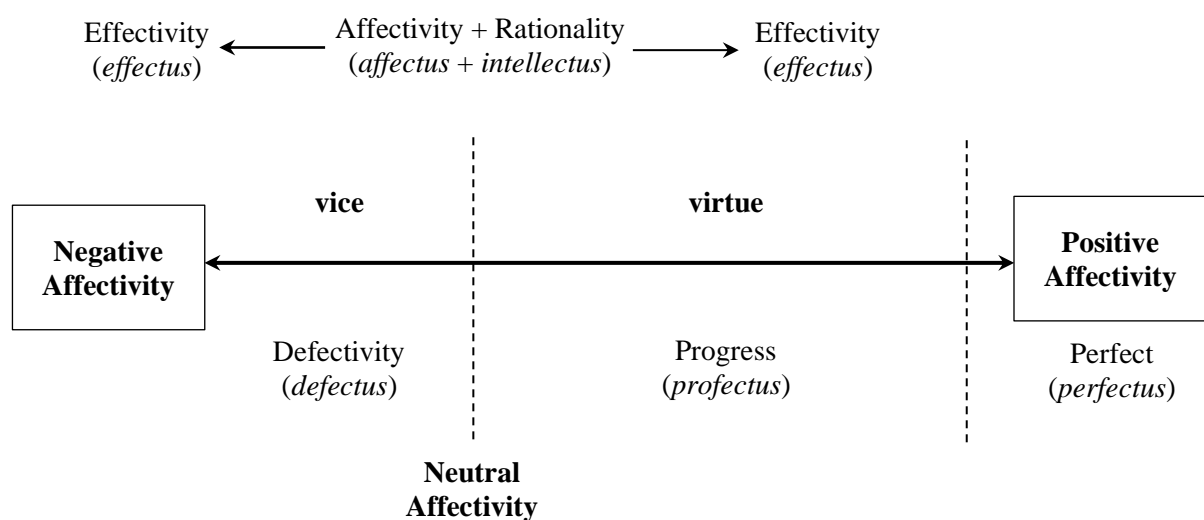 Effectivity
(effectus)
Affectivity + Rationality
(affectus + intellectus)
Effectivity
(effectus)
vice
virtue
Negative
Affectivity
Positive
Affectivity
Defectivity
(defectus)
Progress
(profectus)
Perfect
(perfectus)
Neutral
Affectivity